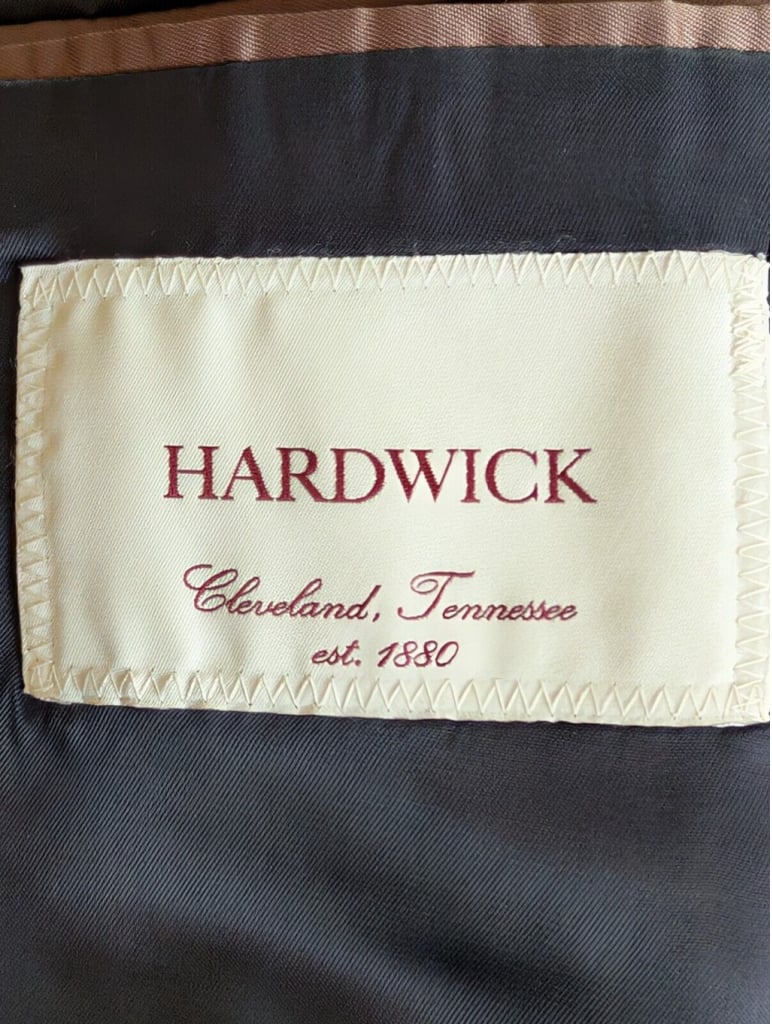 HARDWICK
Cleveland, Tennessee
est. 1880